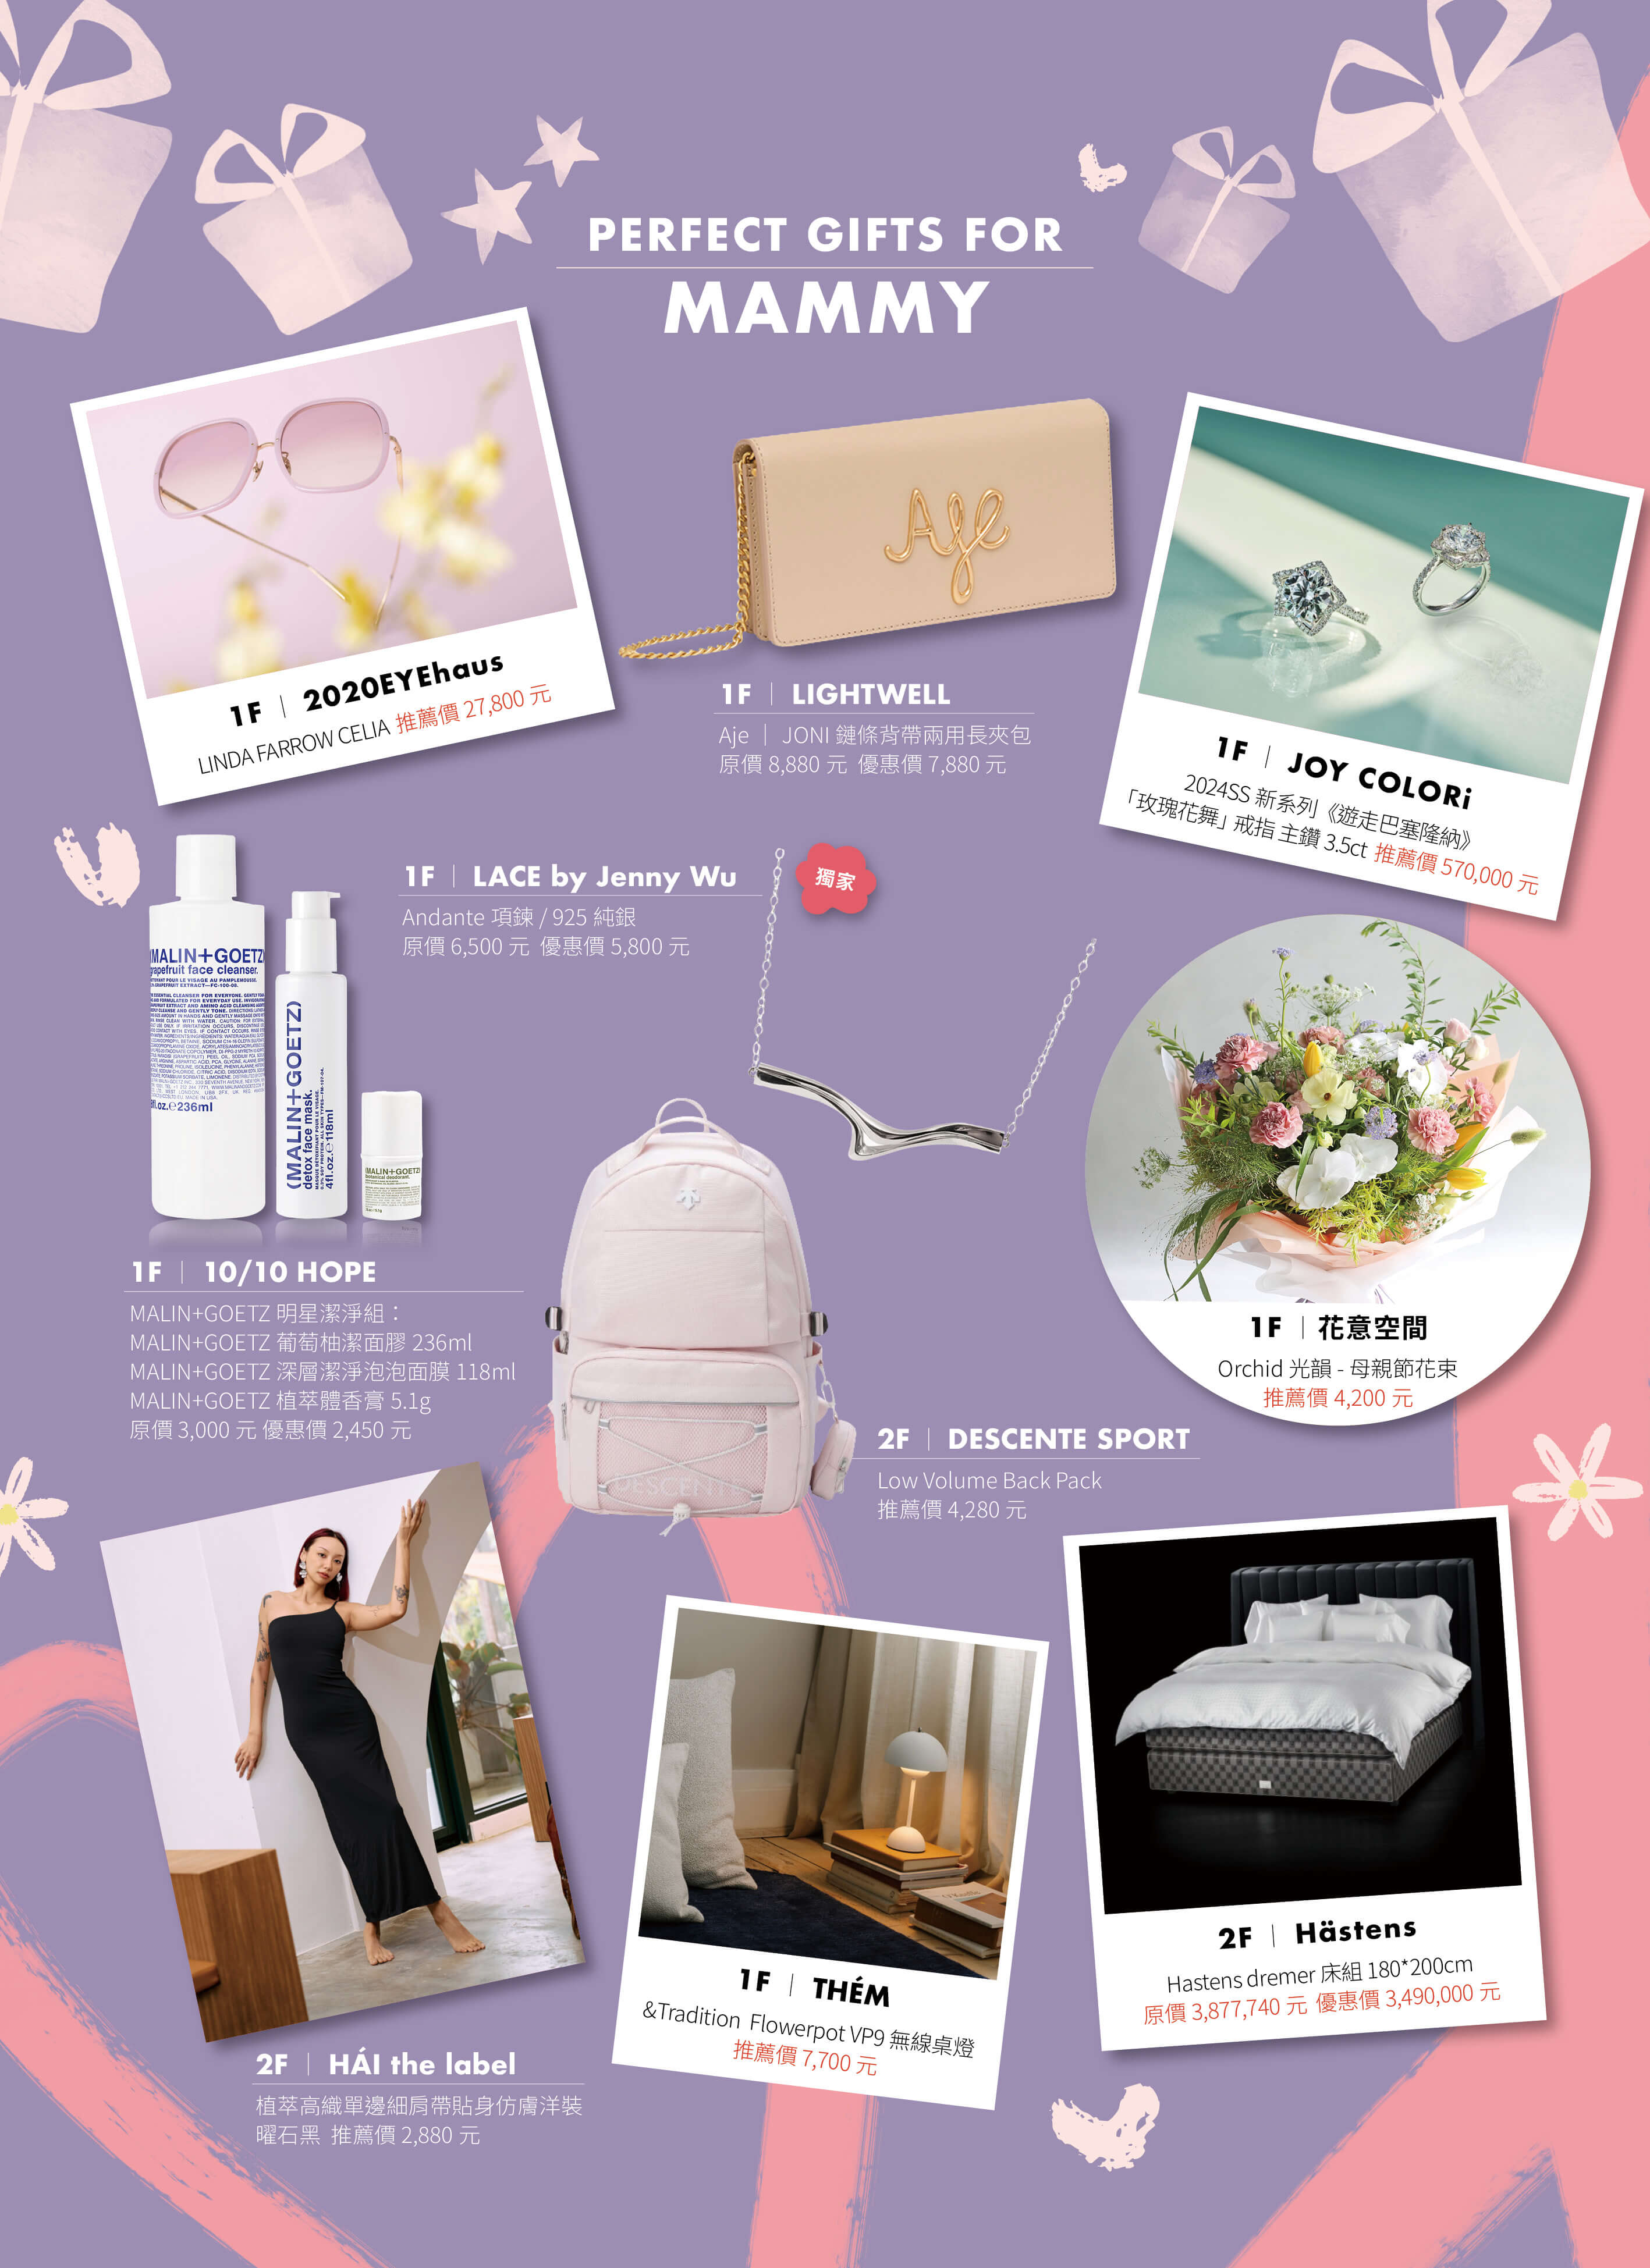 PERFECT GIFTS FOR
MAMMY
1F | 2020EYEhaus
LINDA FARROW CELIA 推薦價 27,800 元
Aje
1F | LIGHTWELL
Aje | JONI 鏈條背帶兩用長夾包
原價 8,880 元 優惠價 7,880 元
1F | JOY COLORi
2024SS 新系列《遊走巴塞隆納》
「玫瑰花舞」戒指 主鑽 3.5ct 推薦價 570,000 元
1F | LACE by Jenny Wu
Andante 項鍊 / 925 純銀
原價 6,500 元 優惠價 5,800 元
獨家
MALIN+GOETZ
grapefruit face cleanser.
236ml
(MALIN+GOETZ)
detox face mask.
4fl.oz.℮118ml
MALIN+GOETZ
botanical deodorant.
1F | 10/10 HOPE
MALIN+GOETZ 明星潔淨組：
MALIN+GOETZ 葡萄柚潔面膠 236ml
MALIN+GOETZ 深層潔淨泡泡面膜 118ml
MALIN+GOETZ 植萃體香膏 5.1g
原價 3,000 元 優惠價 2,450 元
DESCENTE
1F | 花意空間
Orchid 光韻 - 母親節花束
推薦價 4,200 元
2F | DESCENTE SPORT
Low Volume Back Pack
推薦價 4,280 元
2F | HÁI the label
植萃高織單邊細肩帶貼身仿膚洋裝
曜石黑 推薦價 2,880 元
1F | THÉM
&Tradition Flowerpot VP9 無線桌燈
推薦價 7,700 元
2F | Hästens
Hastens dremer 床組 180*200cm
原價 3,877,740 元 優惠價 3,490,000 元